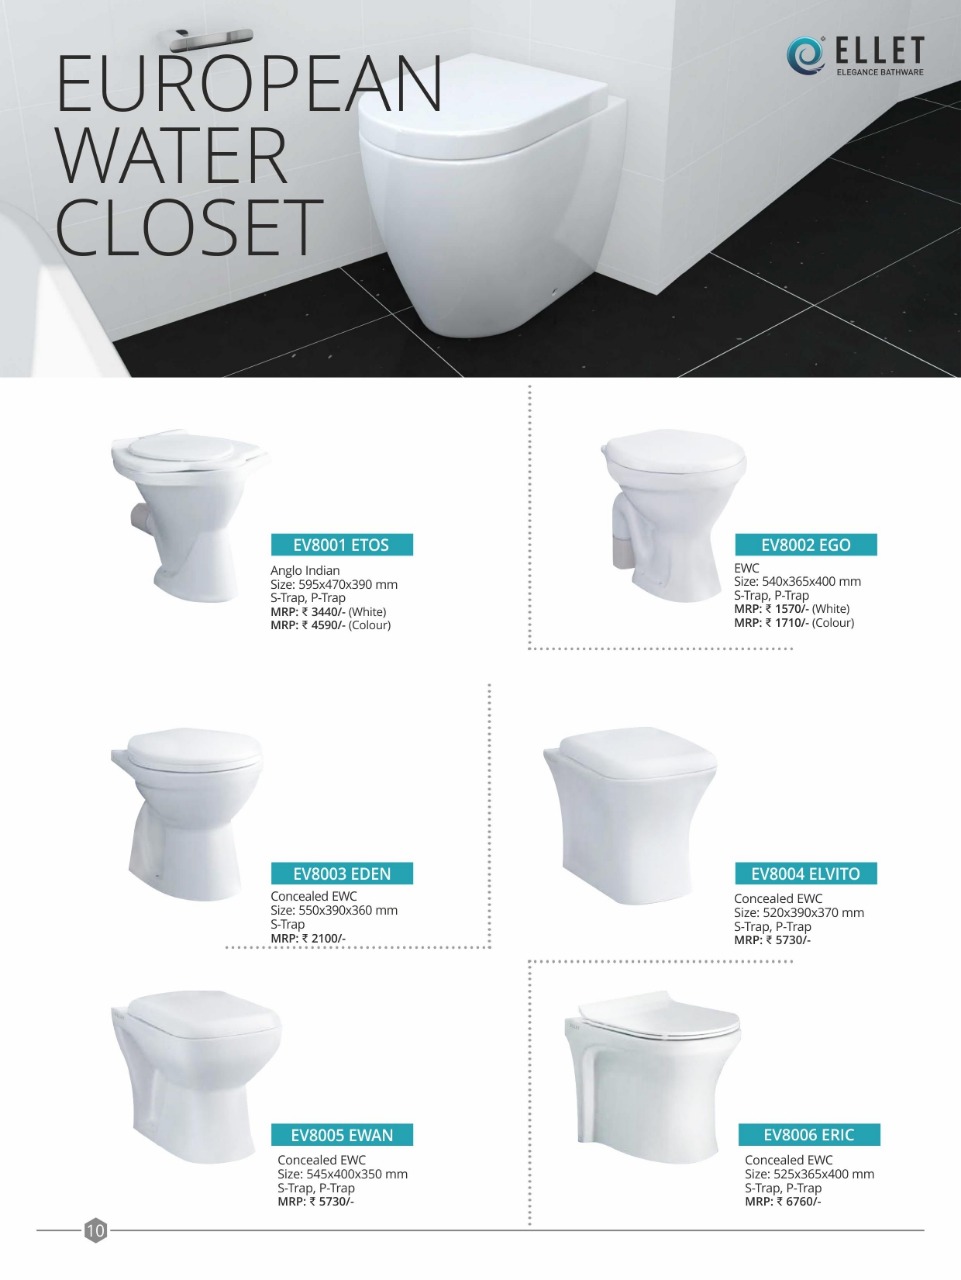 EUROPEAN
WATER
CLOSET
ELLET
ELEGANCE BATHWARE
EV8001 ETOS
Anglo Indian
Size: 595x470x390 mm
S-Trap, P-Trap
MRP: ₹ 3440/- (White)
MRP: ₹ 4590/- (Colour)
EV8002 EGO
EWC
Size: 540x365x400 mm
S-Trap, P-Trap
MRP: ₹ 1570/- (White)
MRP: ₹ 1710/- (Colour)
EV8003 EDEN
Concealed EWC
Size: 550x390x360 mm
S-Trap
MRP: ₹ 2100/-
EV8004 ELVITO
Concealed EWC
Size: 520x390x370 mm
S-Trap, P-Trap
MRP: ₹ 5730/-
EV8005 EWAN
Concealed EWC
Size: 545x400x350 mm
S-Trap, P-Trap
MRP: ₹ 5730/-
EV8006 ERIC
Concealed EWC
Size: 525x365x400 mm
S-Trap, P-Trap
MRP: ₹ 6760/-
10